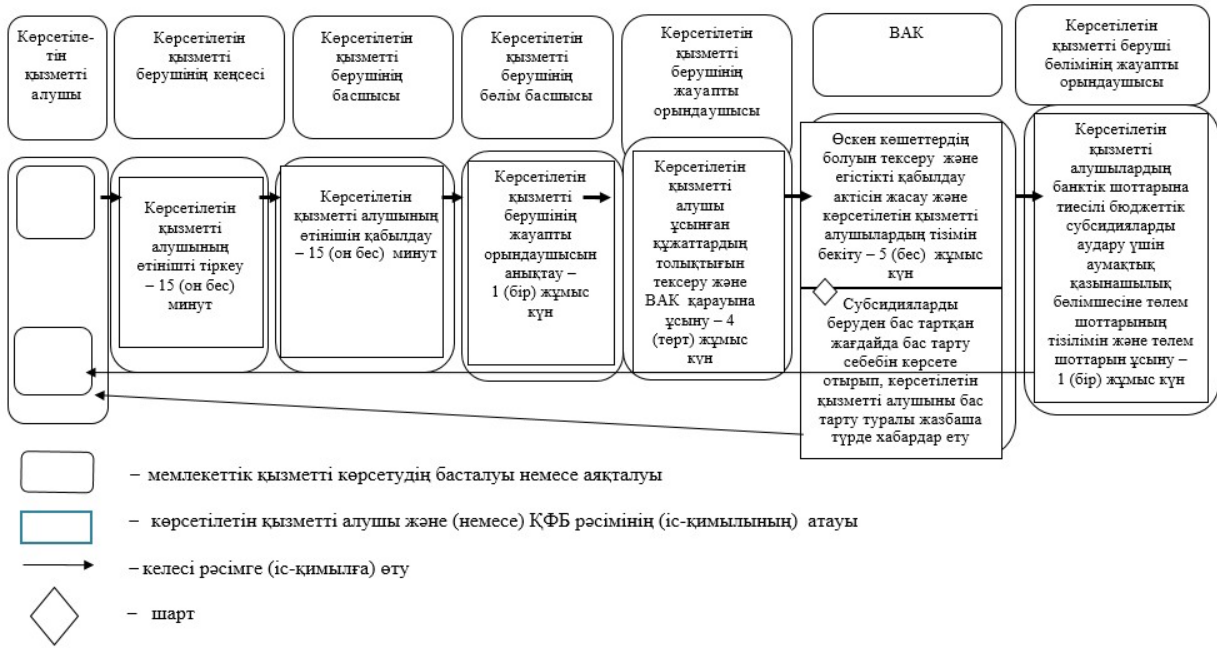 Көрсетіле-
тін
қызметті
алушы
Көрсетілетін
қызметті
берушінің кеңсесі
Көрсетілетін
қызметті
берушінің
басшысы
Көрсетілетін
қызметті
берушінің
бөлім басшысы
Көрсетілетін
қызметті
берушінің
жауапты
орындаушысы
ВАК
Көрсетілетін
қызметті беруші
бөлімінің жауапты
орындаушысы
Көрсетілетін
қызметті
алушының
өтінішті тіркеу
– 15 (он бес)
минут
Көрсетілетін
қызметті алушының
өтінішін қабылдау
– 15 (он бес) минут
Көрсетілетін
қызметті
берушінің
жауапты
орындаушысын
анықтау –
1 (бір) жұмыс
күн
Көрсетілетін
қызметті
алушы
ұсынған
құжаттардың
толықтығын
тексеру және
ВАК қарауына
ұсыну – 4
(төрт) жұмыс
күн
Өскен көшеттердің
болуын тексеру және
егістікті қабылдау
актісін жасау және
көрсетілетін қызметті
алушылардың тізімін
бекіту – 5 (бес) жұмыс
күн
Субсидияларды
беруден бас тартқан
жағдайда бас тарту
себебін көрсете
отырып, көрсетілетін
қызметті алушыны бас
тарту туралы жазбаша
түрде хабардар ету
Көрсетілетін
қызметті
алушылардың
банктік шоттарына
тиесілі бюджеттік
субсидияларды
аудару үшін
аумақтық
қазынашылық
бөлімшесіне төлем
шоттарының
тізілімін және төлем
шоттарын ұсыну –
1 (бір) жұмыс күн
– мемлекеттік қызметті көрсетудің басталуы немесе аяқталуы
– көрсетілетін қызметті алушы және (немесе) ҚФБ рәсімінің (іс-қимылының) атауы
– келесі рәсімге (іс-қимылға) өту
– шарт